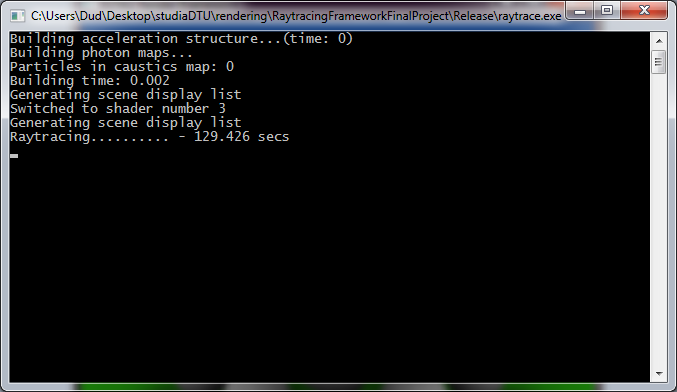 C:\Users\Dud\Desktop\studiaDTU\rendering\RaytracingFrameworkFinalProject\Release\raytrace.exe
Building acceleration structure...(time: 0)
Building photon maps...
Particles in caustics map: 0
Building time: 0.002
Generating scene display list
Switched to shader number 3
Generating scene display list
Raytracing.......... - 129.426 secs